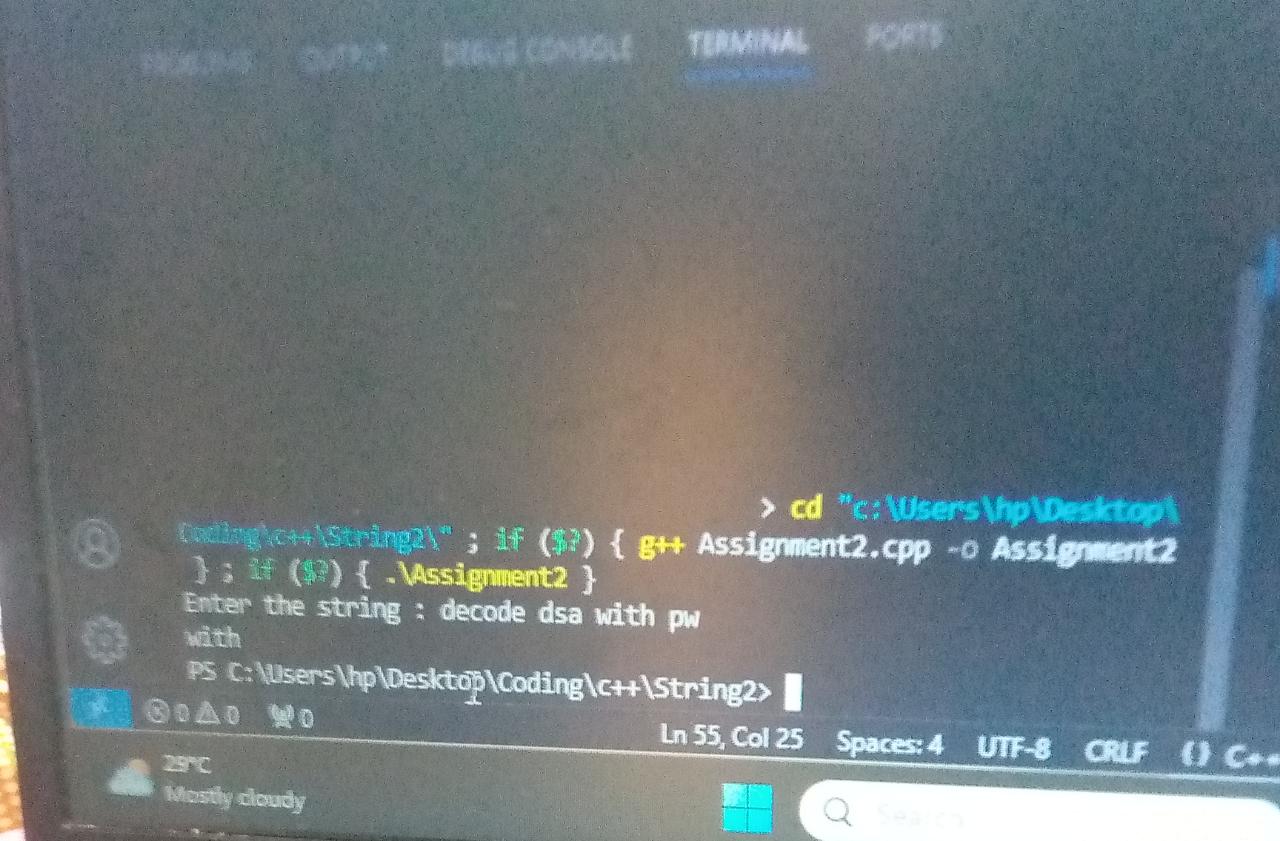 PROBLEMS OUTPUT DEBUG CONSOLE TERMINAL PORTS
> cd "c:\Users\hp\Desktop\
Coding\c++\String2\" ; if ($?) { g++ Assignment2.cpp -o Assignment2
} ; if ($?) { .\Assignment2 }
Enter the string : decode dsa with pw
with
PS C:\Users\hp\Desktop\Coding\c++\String2>
0 0 0 Ln 55, Col 25 Spaces: 4 UTF-8 CRLF {} C++
29°C
Mostly cloudy
Search